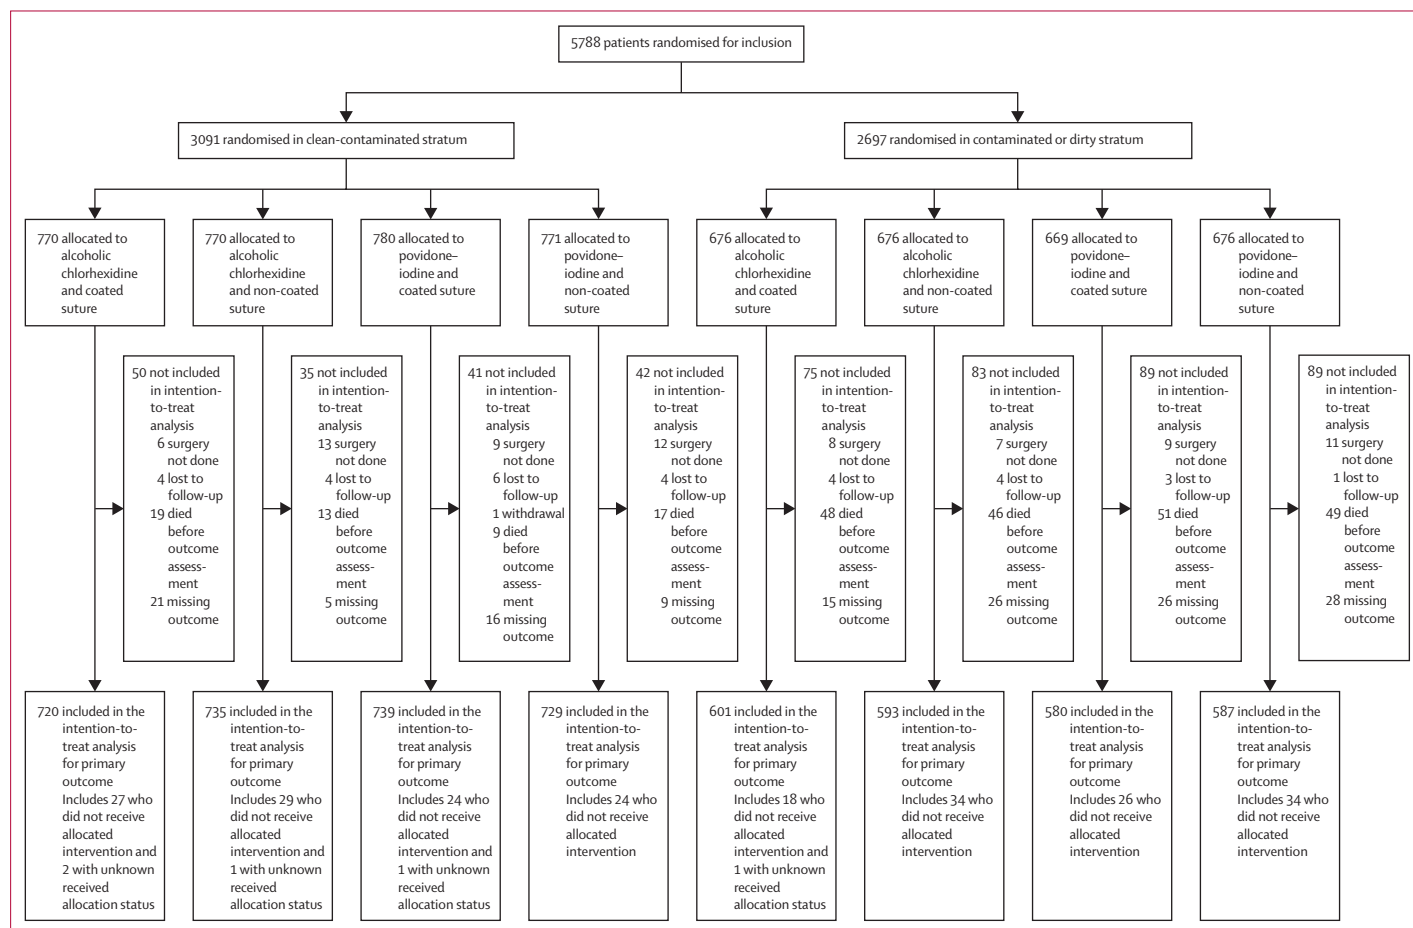 5788 patients randomised for inclusion
3091 randomised in clean-contaminated stratum
2697 randomised in contaminated or dirty stratum
770 allocated to
alcoholic
chlorhexidine
and coated
suture
770 allocated to
alcoholic
chlorhexidine
and non-coated
suture
780 allocated to
povidone–
iodine and
coated suture
771 allocated to
povidone–
iodine and
non-coated
suture
676 allocated to
alcoholic
chlorhexidine
and coated
suture
676 allocated to
alcoholic
chlorhexidine
and non-coated
suture
669 allocated to
povidone–
iodine and
coated suture
676 allocated to
povidone–
iodine and
non-coated
suture
50 not included
in intention-
to-treat
analysis
6 surgery
not done
4 lost to
follow-up
19 died
before
outcome
assess-
ment
21 missing
outcome
35 not included
in intention-
to-treat
analysis
13 surgery
not done
4 lost to
follow-up
13 died
before
outcome
assess-
ment
5 missing
outcome
41 not included
in intention-
to-treat
analysis
9 surgery
not done
6 lost to
follow-up
1 withdrawal
9 died
before
outcome
assess-
ment
16 missing
outcome
42 not included
in intention-
to-treat
analysis
12 surgery
not done
4 lost to
follow-up
17 died
before
outcome
assess-
ment
9 missing
outcome
75 not included
in intention-
to-treat
analysis
8 surgery
not done
4 lost to
follow-up
48 died
before
outcome
assess-
ment
15 missing
outcome
83 not included
in intention-
to-treat
analysis
7 surgery
not done
4 lost to
follow-up
46 died
before
outcome
assess-
ment
26 missing
outcome
89 not included
in intention-
to-treat
analysis
9 surgery
not done
3 lost to
follow-up
51 died
before
outcome
assess-
ment
26 missing
outcome
89 not included
in intention-
to-treat
analysis
11 surgery
not done
1 lost to
follow-up
49 died
before
outcome
assess-
ment
28 missing
outcome
720 included in the
intention-to-
treat analysis
for primary
outcome
Includes 27 who
did not receive
allocated
intervention and
2 with unknown
received
allocation status
735 included in the
intention-to-
treat analysis
for primary
outcome
Includes 29 who
did not receive
allocated
intervention and
1 with unknown
received
allocation status
739 included in the
intention-to-
treat analysis
for primary
outcome
Includes 24 who
did not receive
allocated
intervention and
1 with unknown
received
allocation status
729 included in the
intention-to-
treat analysis
for primary
outcome
Includes 24 who
did not receive
allocated
intervention
601 included in the
intention-to-
treat analysis
for primary
outcome
Includes 18 who
did not receive
allocated
intervention and
1 with unknown
received
allocation status
593 included in the
intention-to-
treat analysis
for primary
outcome
Includes 34 who
did not receive
allocated
intervention
580 included in the
intention-to-
treat analysis
for primary
outcome
Includes 26 who
did not receive
allocated
intervention
587 included in the
intention-to-
treat analysis
for primary
outcome
Includes 34 who
did not receive
allocated
intervention